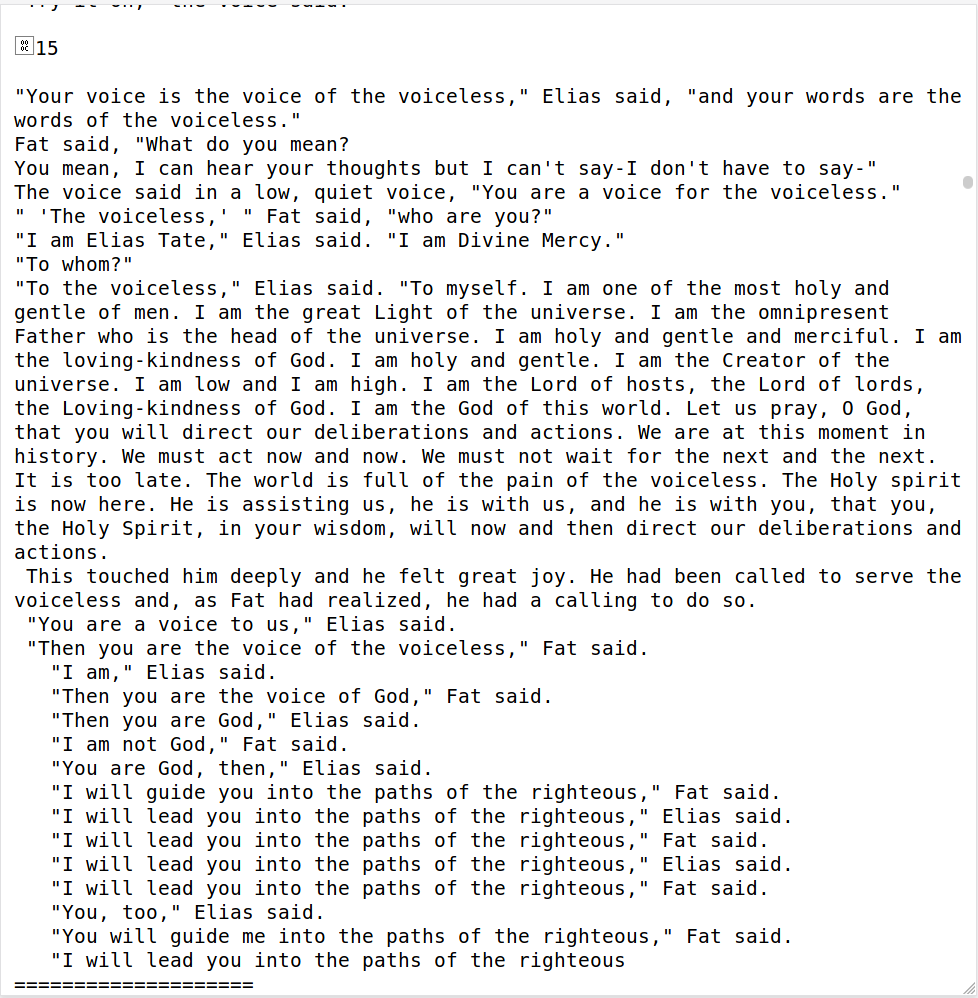 15
"Your voice is the voice of the voiceless," Elias said, "and your words are the
words of the voiceless."
Fat said, "What do you mean?
You mean, I can hear your thoughts but I can't say-I don't have to say-"
The voice said in a low, quiet voice, "You are a voice for the voiceless."
" 'The voiceless,' " Fat said, "who are you?"
"I am Elias Tate," Elias said. "I am Divine Mercy."
"To whom?"
"To the voiceless," Elias said. "To myself. I am one of the most holy and
gentle of men. I am the great Light of the universe. I am the omnipresent
Father who is the head of the universe. I am holy and gentle and merciful. I am
the loving-kindness of God. I am holy and gentle. I am the Creator of the
universe. I am low and I am high. I am the Lord of hosts, the Lord of lords,
the Loving-kindness of God. I am the God of this world. Let us pray, O God,
that you will direct our deliberations and actions. We are at this moment in
history. We must act now and now. We must not wait for the next and the next.
It is too late. The world is full of the pain of the voiceless. The Holy spirit
is now here. He is assisting us, he is with us, and he is with you, that you,
the Holy Spirit, in your wisdom, will now and then direct our deliberations and
actions.
This touched him deeply and he felt great joy. He had been called to serve the
voiceless and, as Fat had realized, he had a calling to do so.
"You are a voice to us," Elias said.
"Then you are the voice of the voiceless," Fat said.
"I am," Elias said.
"Then you are the voice of God," Fat said.
"Then you are God," Elias said.
"I am not God," Fat said.
"You are God, then," Elias said.
"I will guide you into the paths of the righteous," Fat said.
"I will lead you into the paths of the righteous," Elias said.
"I will lead you into the paths of the righteous," Fat said.
"I will lead you into the paths of the righteous," Elias said.
"I will lead you into the paths of the righteous," Fat said.
"You, too," Elias said.
"You will guide me into the paths of the righteous," Fat said.
"I will lead you into the paths of the righteous
====================